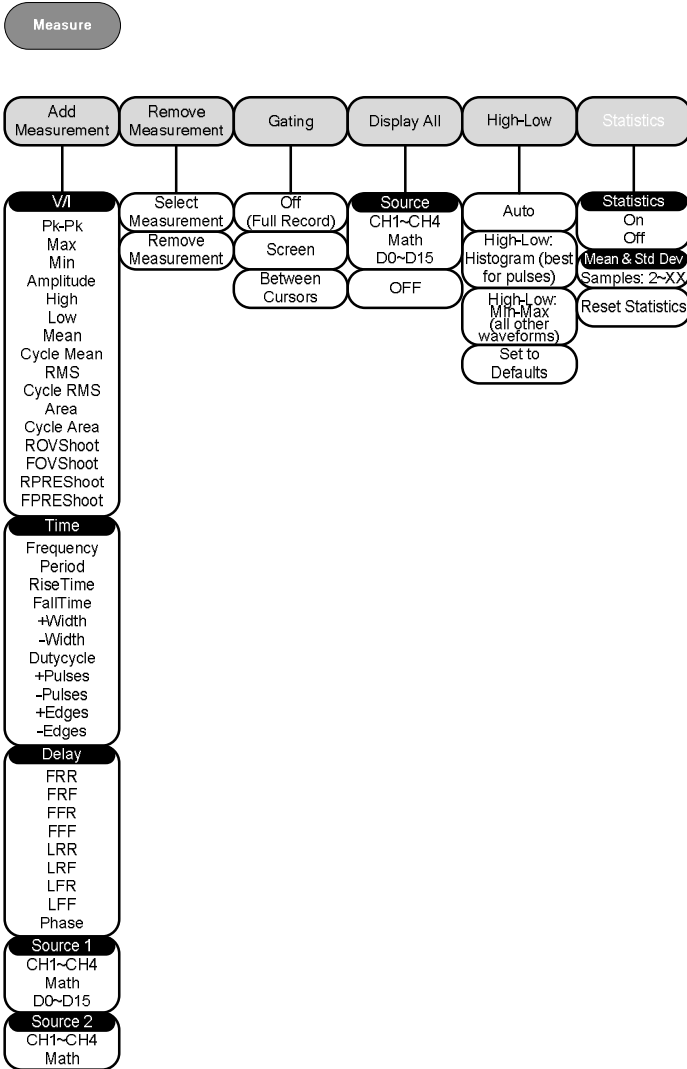 Measure
Add
Measurement
Remove
Measurement
Gating
Display All
High-Low
Statistics
V/I
Pk-Pk
Max
Min
Amplitude
High
Low
Mean
Cycle Mean
RMS
Cycle RMS
Area
Cycle Area
ROVShoot
FOVShoot
RPREShoot
FPREShoot
Time
Frequency
Period
RiseTime
FallTime
+Width
-Width
Dutycycle
+Pulses
-Pulses
+Edges
-Edges
Delay
FRR
FRF
FFR
FFF
LRR
LRF
LFR
LFF
Phase
Source 1
CH1~CH4
Math
D0~D15
Source 2
CH1~CH4
Math
Select
Measurement
Remove
Measurement
Off
(Full Record)
Screen
Between
Cursors
Source
CH1~CH4
Math
D0~D15
OFF
Auto
High-Low:
Histogram (best
for pulses)
High-Low:
Min-Max
(all other
waveforms)
Set to
Defaults
Statistics
On
Off
Mean & Std Dev
Samples: 2~XX
Reset Statistics